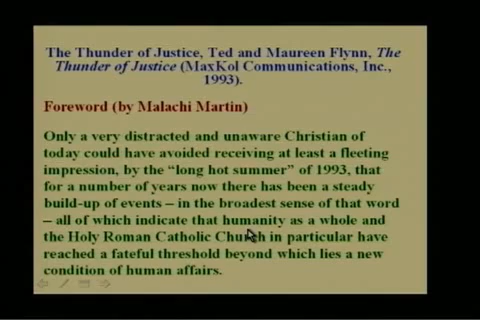 The Thunder of Justice, Ted and Maureen Flynn, The
Thunder of Justice (MaxKol Communications, Inc.,
1993).
Foreword (by Malachi Martin)
Only a very distracted and unaware Christian of
today could have avoided receiving at least a fleeting
impression, by the “long hot summer” of 1993, that
for a number of years now there has been a steady
build-up of events – in the broadest sense of that word
– all of which indicate that humanity as a whole and
the Holy Roman Catholic Church in particular have
reached a fateful threshold beyond which lies a new
condition of human affairs.